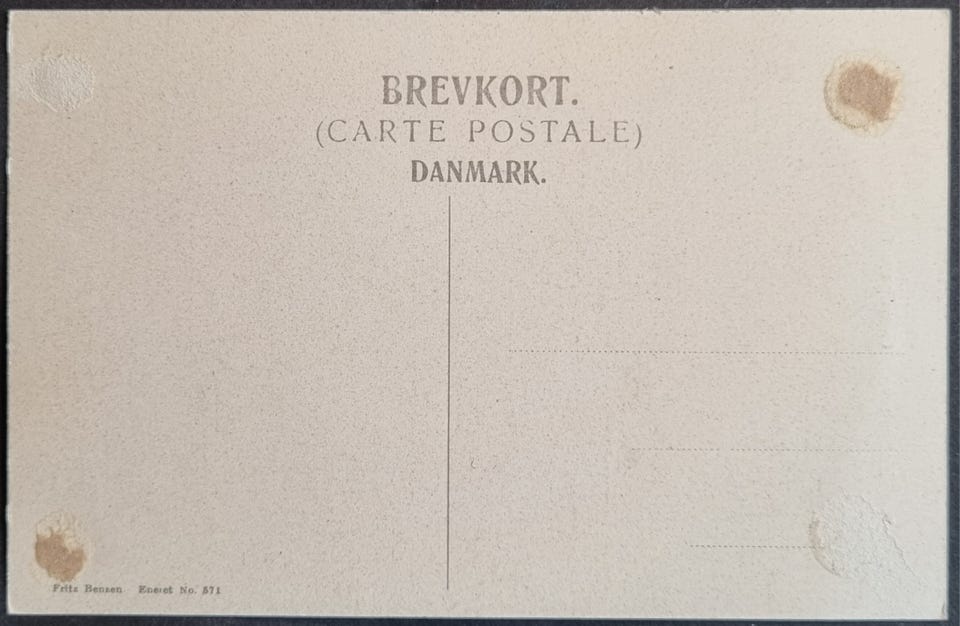 BREVKORT.
(CARTE POSTALE)
DANMARK.
Fritz Benzen Eneret No. 571